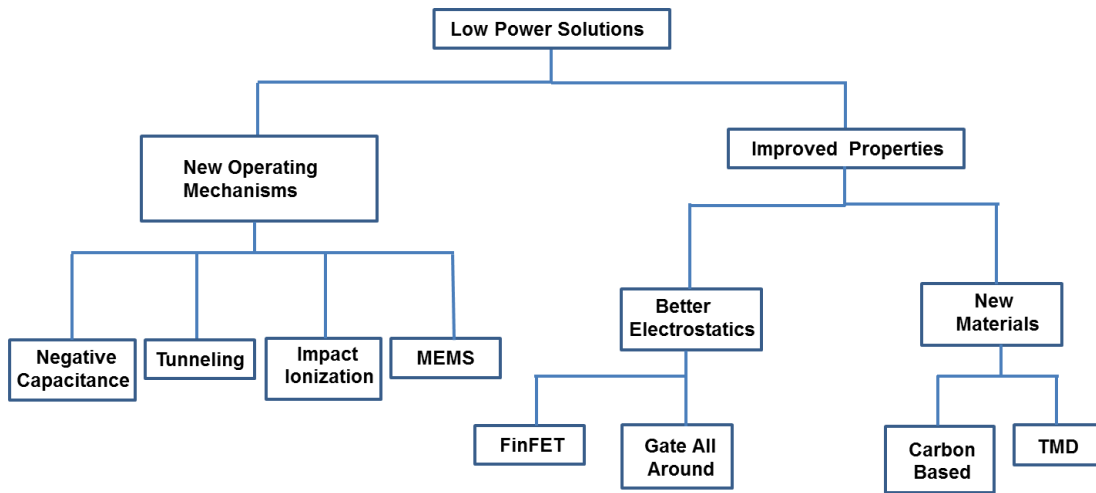 Low Power Solutions
New Operating
Mechanisms
Improved Properties
Negative
Capacitance
Tunneling
Impact
Ionization
MEMS
Better
Electrostatics
New
Materials
FinFET
Gate All
Around
Carbon
Based
TMD